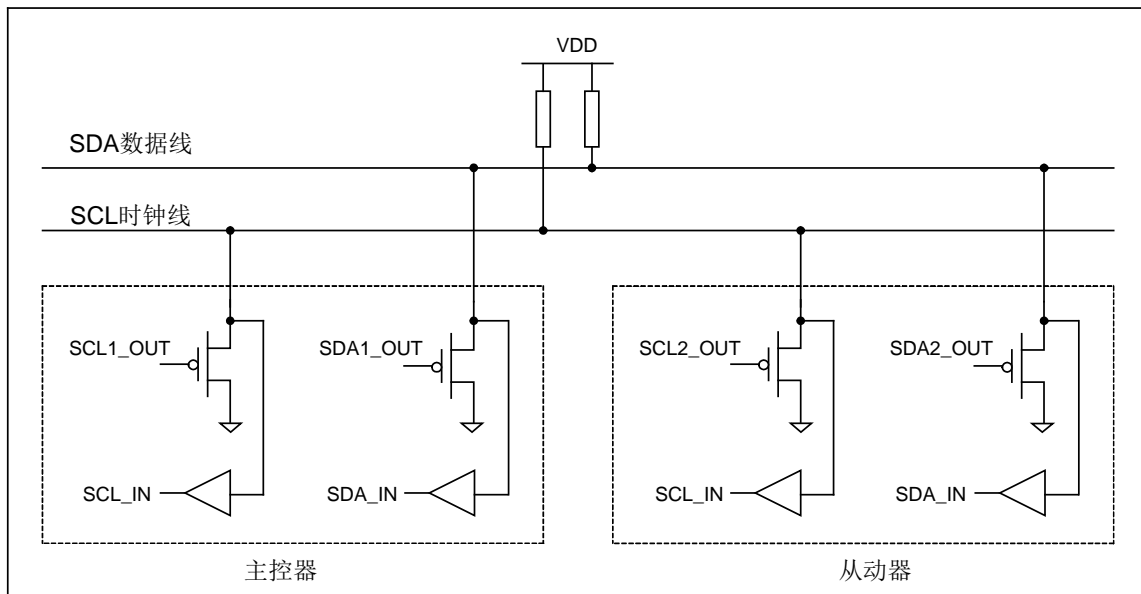 VDD
SDA数据线
SCL时钟线
SCL1_OUT
SDA1_OUT
SCL2_OUT
SDA2_OUT
SCL_IN
SDA_IN
SCL_IN
SDA_IN
主控器
从动器